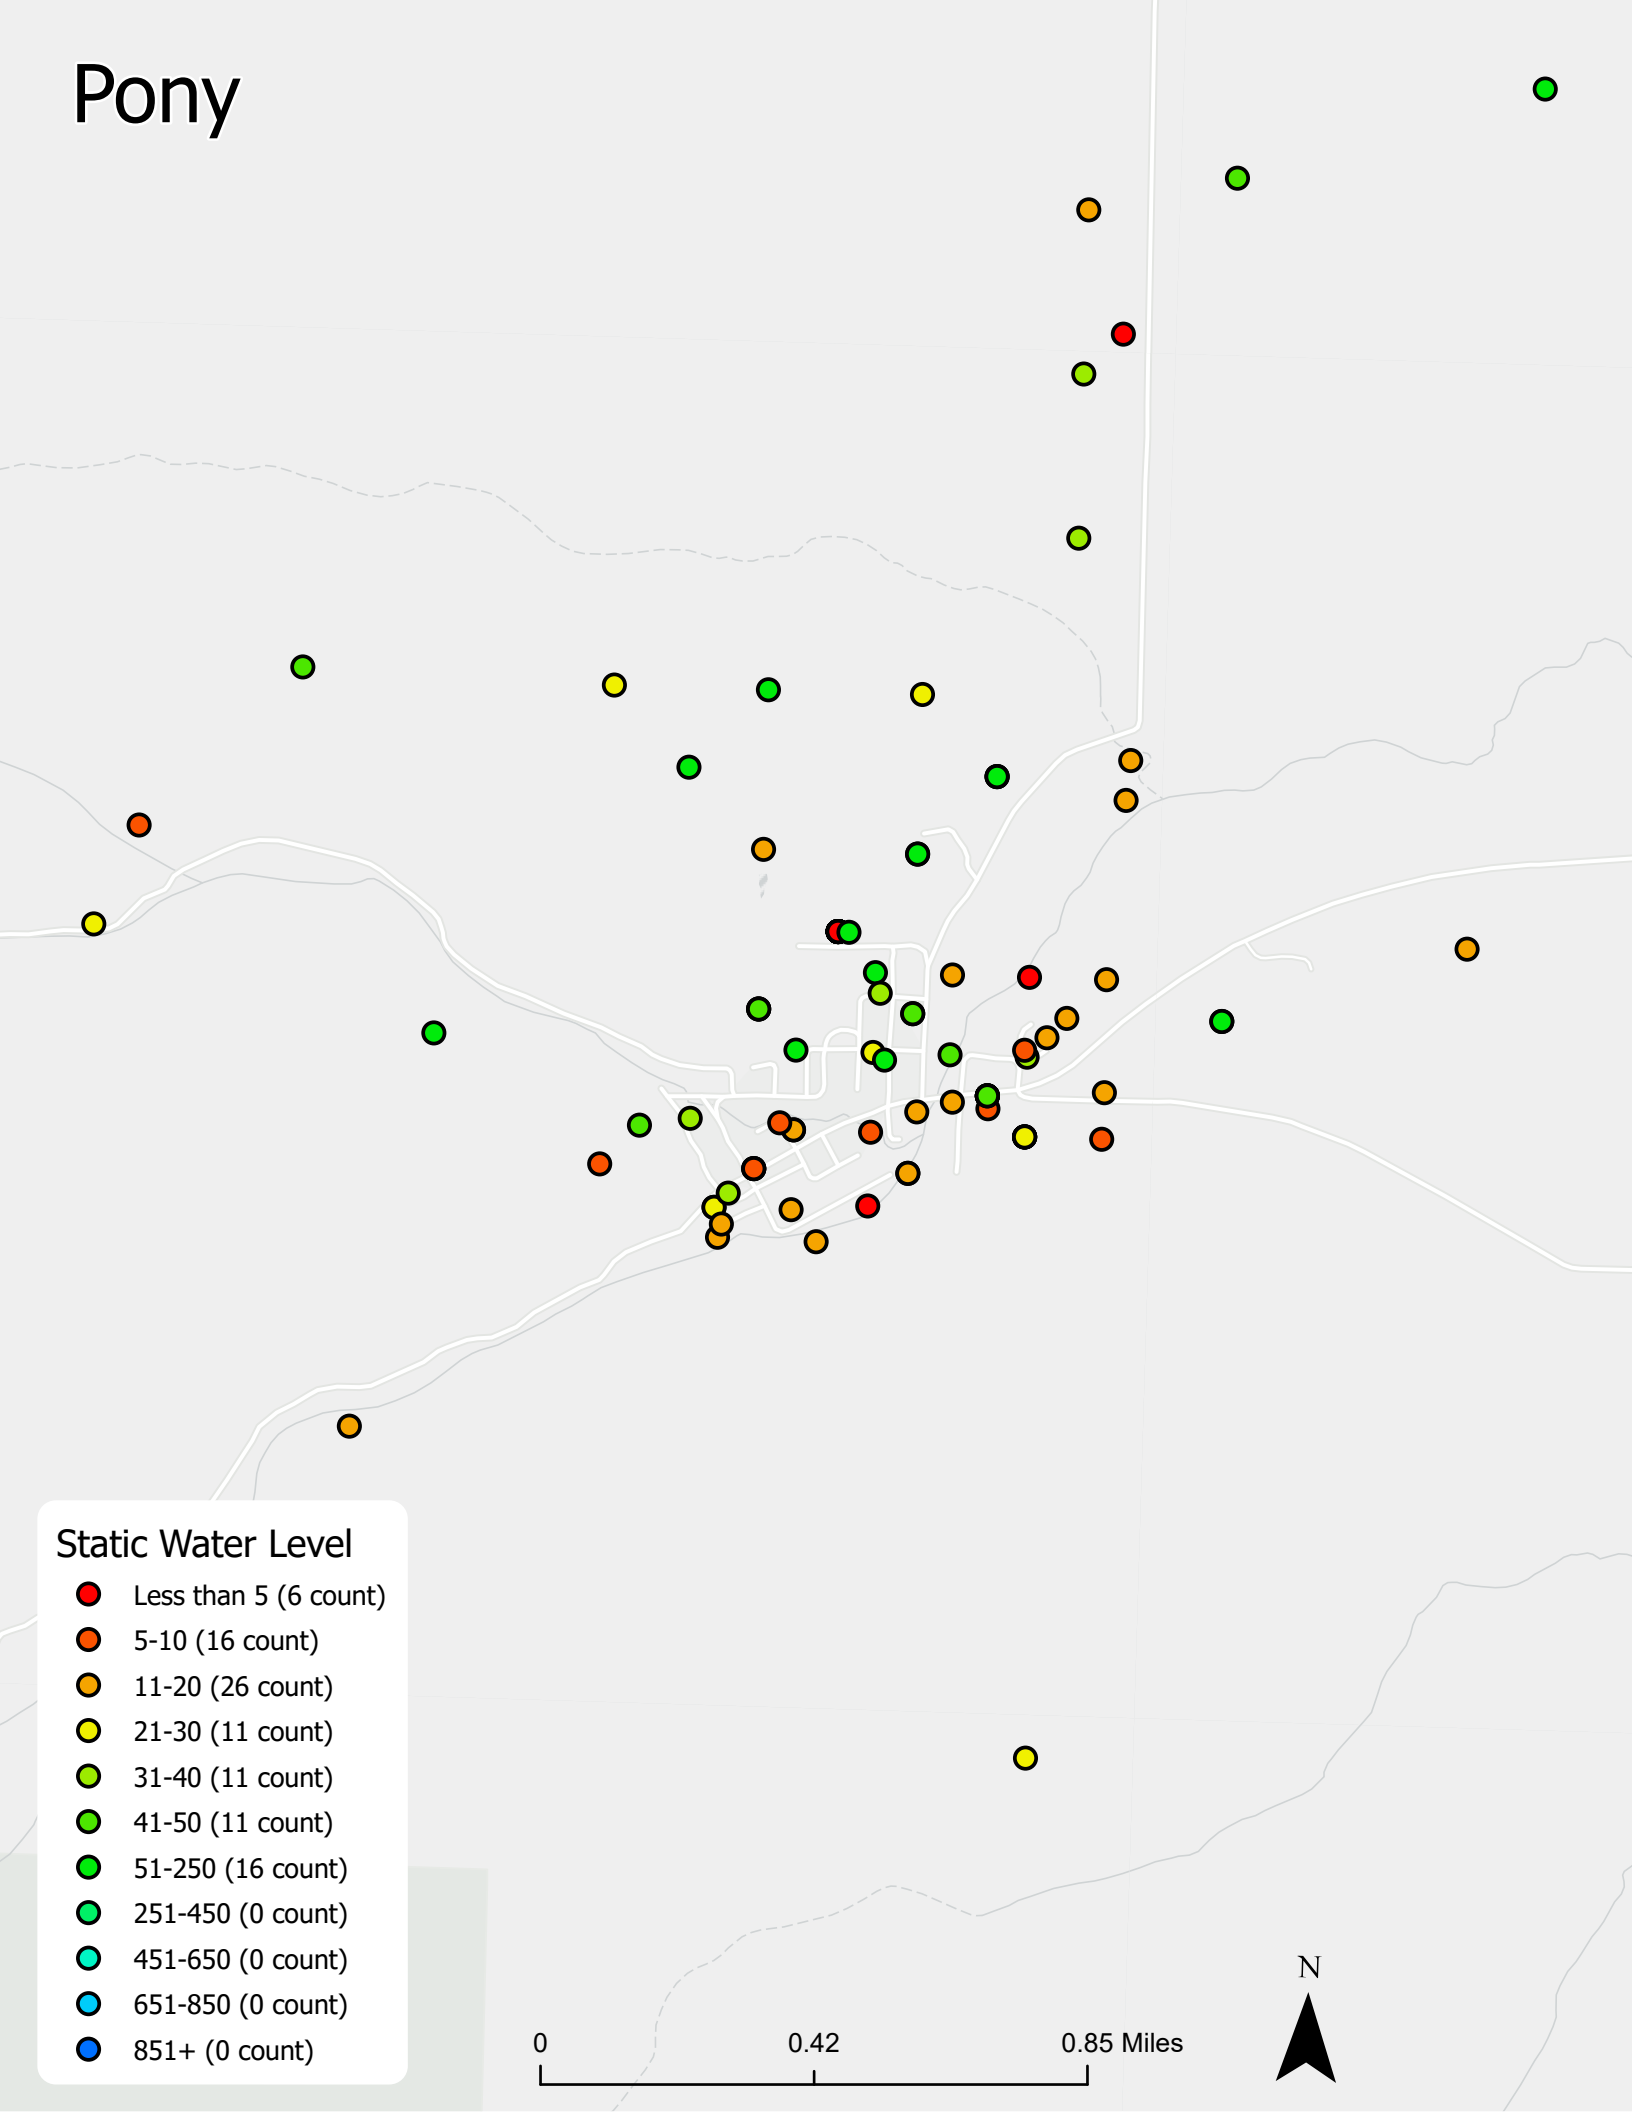 Pony
Static Water Level
Less than 5 (6 count)
5-10 (16 count)
11-20 (26 count)
21-30 (11 count)
31-40 (11 count)
41-50 (11 count)
51-250 (16 count)
251-450 (0 count)
451-650 (0 count)
651-850 (0 count)
851+ (0 count)
0 0.42 0.85 Miles
N